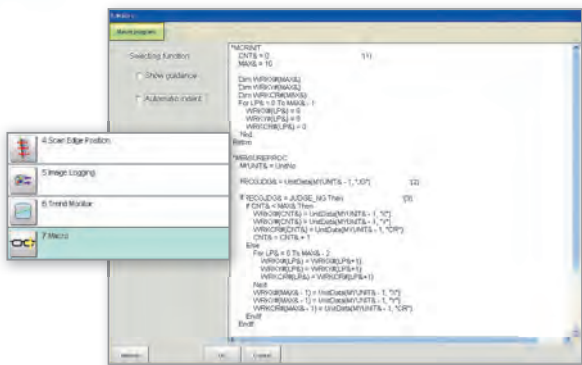 Macro program
Selecting function
Show guidance
Automatic indent
4.Scan Edge Position
5.Image Logging
6.Trend Monitor
7.Macro
*MCRINIT
CNT& = 0 '(1)
MAX& = 10
Dim WRKX#(MAX&)
Dim WRKY#(MAX&)
Dim WRKCR#(MAX&)
For LP& = 0 To MAX& - 1
WRKX#(LP&) = 0
WRKY#(LP&) = 0
WRKCR#(LP&) = 0
Next
Return
*MEASUREPROC
MYUNIT& = UnitNo
RECGJDG& = UnitData(MYUNIT& - 1, "JG") '(2)
If RECGJDG& = JUDGE_NG Then '(3)
If CNT& < MAX& Then
WRKX#(CNT&) = UnitData(MYUNIT& - 1, "X")
WRKY#(CNT&) = UnitData(MYUNIT& - 1, "Y")
WRKCR#(CNT&) = UnitData(MYUNIT& - 1, "CR")
CNT& = CNT& + 1
Else
For LP& = 0 To MAX& - 2
WRKX#(LP&) = WRKX#(LP&+1)
WRKY#(LP&) = WRKY#(LP&+1)
WRKCR#(LP&) = WRKCR#(LP&+1)
Next
WRKX#(MAX& - 1) = UnitData(MYUNIT& - 1, "X")
WRKY#(MAX& - 1) = UnitData(MYUNIT& - 1, "Y")
WRKCR#(MAX& - 1) = UnitData(MYUNIT& - 1, "CR")
Endif
Endif
OK
Cancel